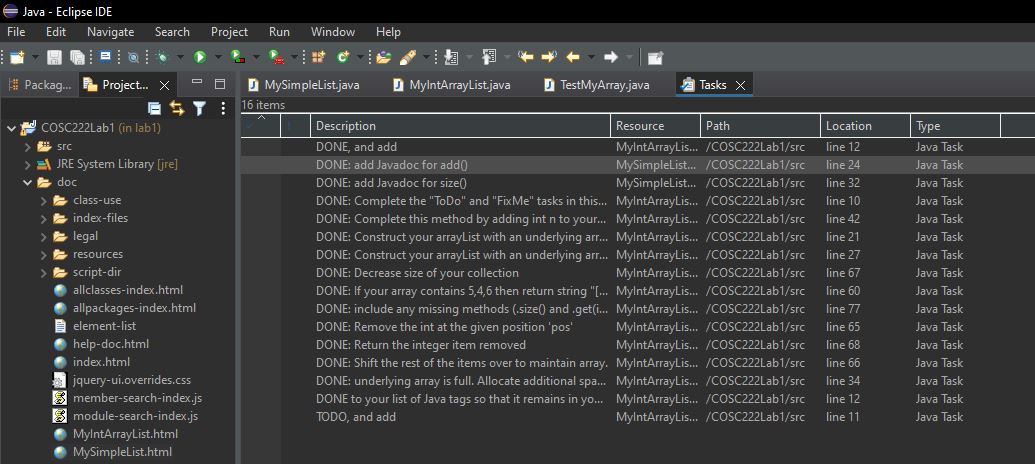 Java - Eclipse IDE
File Edit Navigate Search Project Run Window Help
Packag... Project...
MySimpleList.java MyIntArrayList.java TestMyArray.java Tasks
16 items
Description Resource Path Location Type
DONE, and add MyIntArrayLis... /COSC222Lab1/src line 12 Java Task
DONE: add Javadoc for add() MySimpleList... /COSC222Lab1/src line 24 Java Task
DONE: add Javadoc for size() MySimpleList... /COSC222Lab1/src line 32 Java Task
DONE: Complete the "ToDo" and "FixMe" tasks in this... MyIntArrayLis... /COSC222Lab1/src line 10 Java Task
DONE: Complete this method by adding int n to your... MyIntArrayLis... /COSC222Lab1/src line 42 Java Task
DONE: Construct your arrayList with an underlying arr... MyIntArrayLis... /COSC222Lab1/src line 21 Java Task
DONE: Construct your arrayList with an underlying arr... MyIntArrayLis... /COSC222Lab1/src line 27 Java Task
DONE: Decrease size of your collection MyIntArrayLis... /COSC222Lab1/src line 67 Java Task
DONE: If your array contains 5,4,6 then return string "[... MyIntArrayLis... /COSC222Lab1/src line 60 Java Task
DONE: include any missing methods (.size() and .get(i... MyIntArrayLis... /COSC222Lab1/src line 77 Java Task
DONE: Remove the int at the given position 'pos' MyIntArrayLis... /COSC222Lab1/src line 65 Java Task
DONE: Return the integer item removed MyIntArrayLis... /COSC222Lab1/src line 68 Java Task
DONE: Shift the rest of the items over to maintain array. MyIntArrayLis... /COSC222Lab1/src line 66 Java Task
DONE: underlying array is full. Allocate additional spa... MyIntArrayLis... /COSC222Lab1/src line 34 Java Task
DONE to your list of Java tags so that it remains in yo... MyIntArrayLis... /COSC222Lab1/src line 12 Java Task
TODO, and add MyIntArrayLis... /COSC222Lab1/src line 11 Java Task
COSC222Lab1 (in lab1)
src
JRE System Library [jre]
doc
class-use
index-files
legal
resources
script-dir
allclasses-index.html
allpackages-index.html
element-list
help-doc.html
index.html
jquery-ui.overrides.css
member-search-index.js
module-search-index.js
MyIntArrayList.html
MySimpleList.html